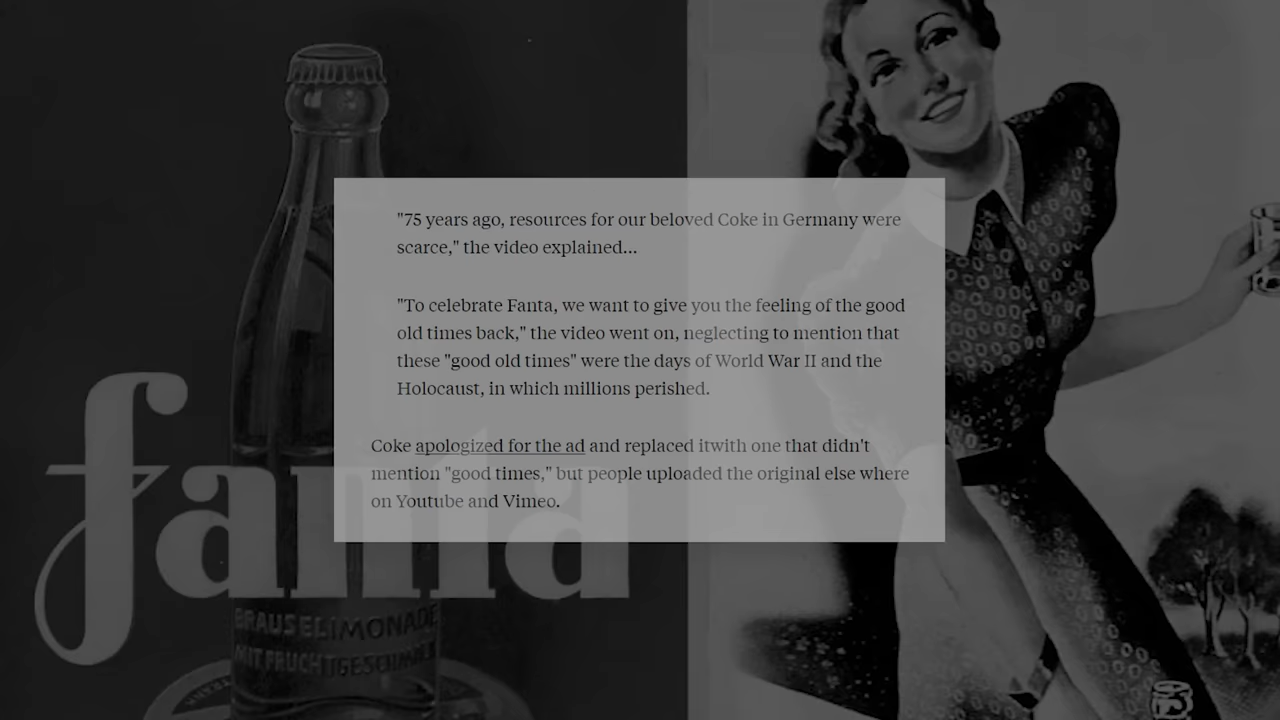 "75 years ago, resources for our beloved Coke in Germany were
scarce," the video explained...
"To celebrate Fanta, we want to give you the feeling of the good
old times back," the video went on, neglecting to mention that
these "good old times" were the days of World War II and the
Holocaust, in which millions perished.
Coke apologized for the ad and replaced itwith one that didn't
mention "good times," but people uploaded the original else where
on Youtube and Vimeo.
fanta
BRAUSELIMONADE
MIT FRUCHTGESCHMACK